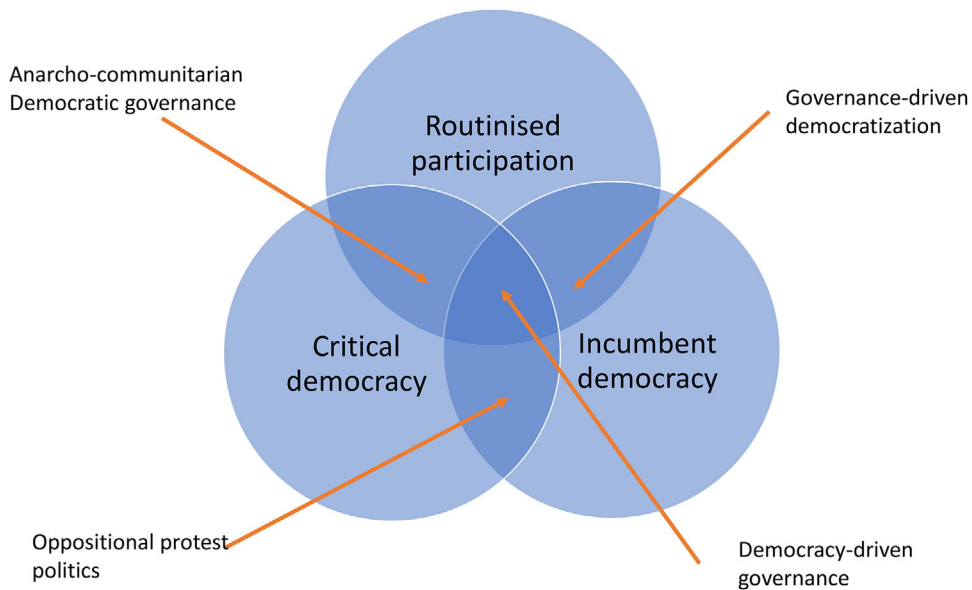 Anarcho-communitarian
Democratic governance
Governance-driven
democratization
Routinised
participation
Critical
democracy
Incumbent
democracy
Oppositional protest
politics
Democracy-driven
governance